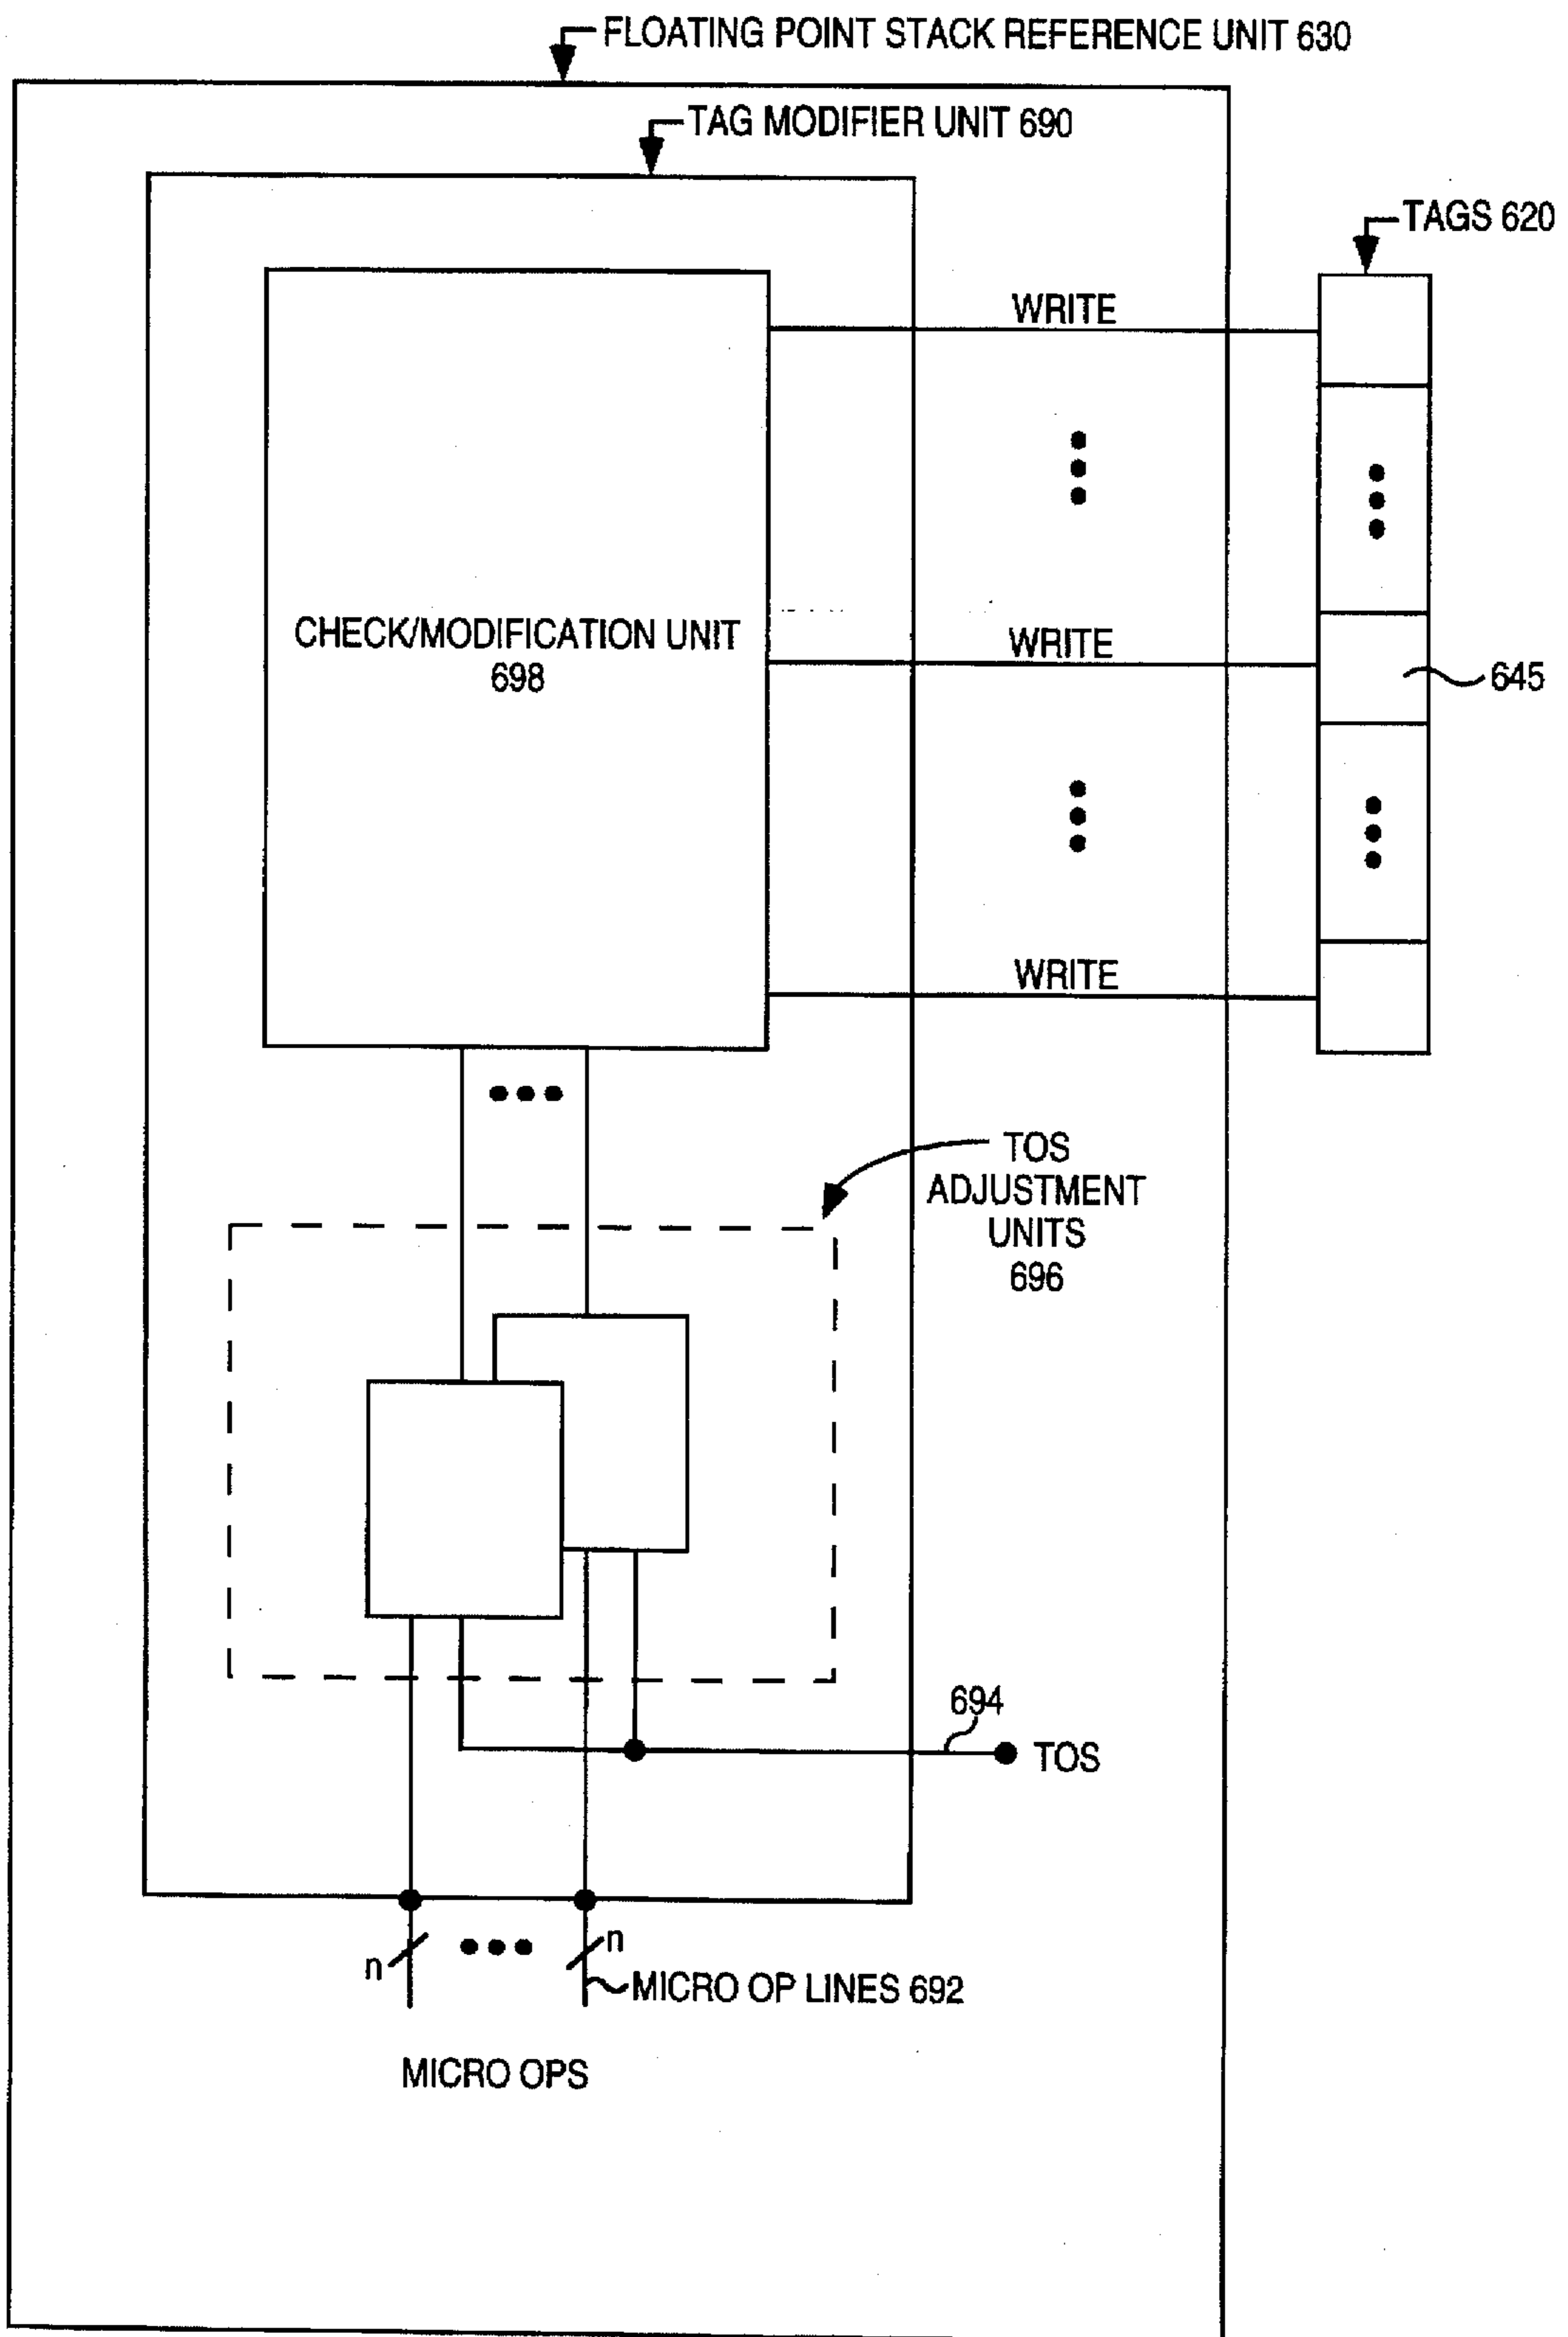 FLOATING POINT STACK REFERENCE UNIT 630
TAG MODIFIER UNIT 690
TAGS 620
WRITE
CHECK/MODIFICATION UNIT
698
WRITE
645
WRITE
TOS
ADJUSTMENT
UNITS
696
694
TOS
n
n
MICRO OP LINES 692
MICRO OPS